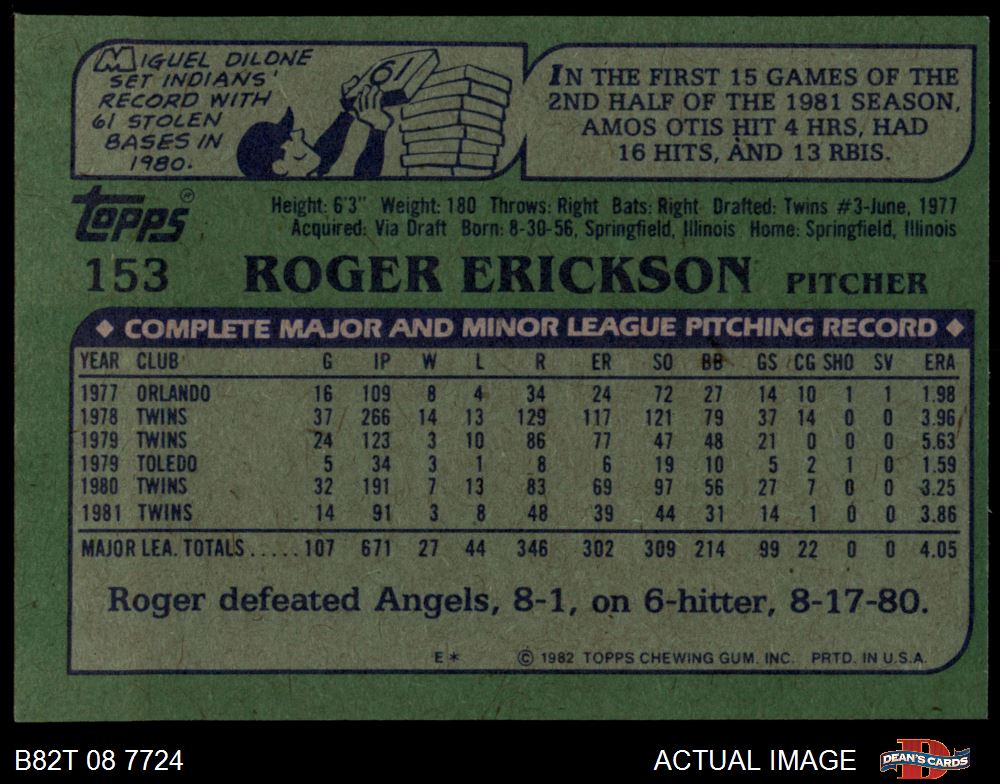 MIGUEL DILONE
SET INDIANS'
RECORD WITH
61 STOLEN
BASES IN
1980.
61
IN THE FIRST 15 GAMES OF THE
2ND HALF OF THE 1981 SEASON,
AMOS OTIS HIT 4 HRS, HAD
16 HITS, AND 13 RBIS.
TOPPS®
Height: 6'3" Weight: 180 Throws: Right Bats: Right Drafted: Twins #3-June, 1977
Acquired: Via Draft Born: 8-30-56, Springfield, Illinois Home: Springfield, Illinois
153 ROGER ERICKSON PITCHER
◆ COMPLETE MAJOR AND MINOR LEAGUE PITCHING RECORD ◆
YEAR CLUB G IP W L R ER SO BB GS CG SHO SV ERA
1977 ORLANDO 16 109 8 4 34 24 72 27 14 10 1 1 1.98
1978 TWINS 37 266 14 13 129 117 121 79 37 14 0 0 3.96
1979 TWINS 24 123 3 10 86 77 47 48 21 0 0 0 5.63
1979 TOLEDO 5 34 3 1 8 6 19 10 5 2 1 0 1.59
1980 TWINS 32 191 7 13 83 69 97 56 27 7 0 0 3.25
1981 TWINS 14 91 3 8 48 39 44 31 14 1 0 0 3.86
MAJOR LEA. TOTALS..... 107 671 27 44 346 302 309 214 99 22 0 0 4.05
Roger defeated Angels, 8-1, on 6-hitter, 8-17-80.
E* © 1982 TOPPS CHEWING GUM. INC. PRTD. IN U.S.A.
B82T 08 7724 ACTUAL IMAGE DEAN'S CARDS